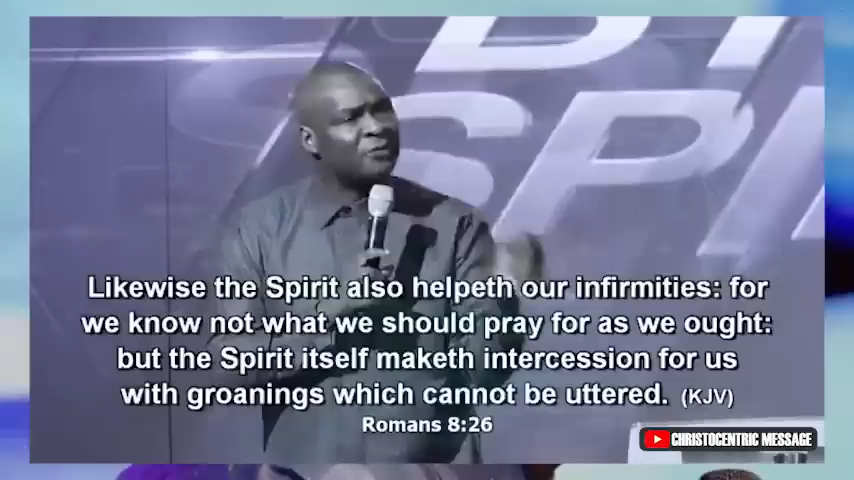 SPI
Likewise the Spirit also helpeth our infirmities: for
we know not what we should pray for as we ought:
but the Spirit itself maketh intercession for us
with groanings which cannot be uttered. (KJV)
Romans 8:26
CHRISTOCENTRIC MESSAGE